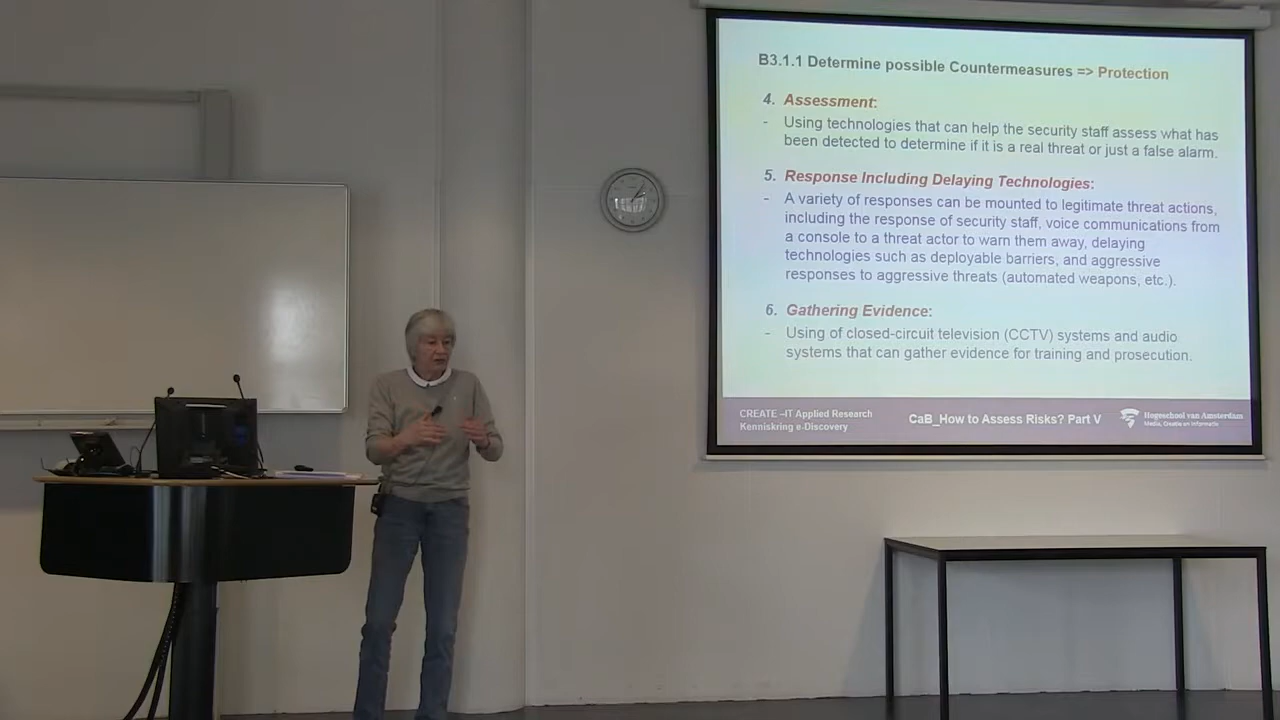 B3.1.1 Determine possible Countermeasures => Protection
4. Assessment:
- Using technologies that can help the security staff assess what has
been detected to determine if it is a real threat or just a false alarm.
5. Response Including Delaying Technologies:
- A variety of responses can be mounted to legitimate threat actions,
including the response of security staff, voice communications from
a console to a threat actor to warn them away, delaying
technologies such as deployable barriers, and aggressive
responses to aggressive threats (automated weapons, etc.).
6. Gathering Evidence:
- Using of closed-circuit television (CCTV) systems and audio
systems that can gather evidence for training and prosecution.
CREATE –IT Applied Research
Kenniskring e-Discovery
CaB_How to Assess Risks? Part V
Hogeschool van Amsterdam
Media, Creatie en Informatie